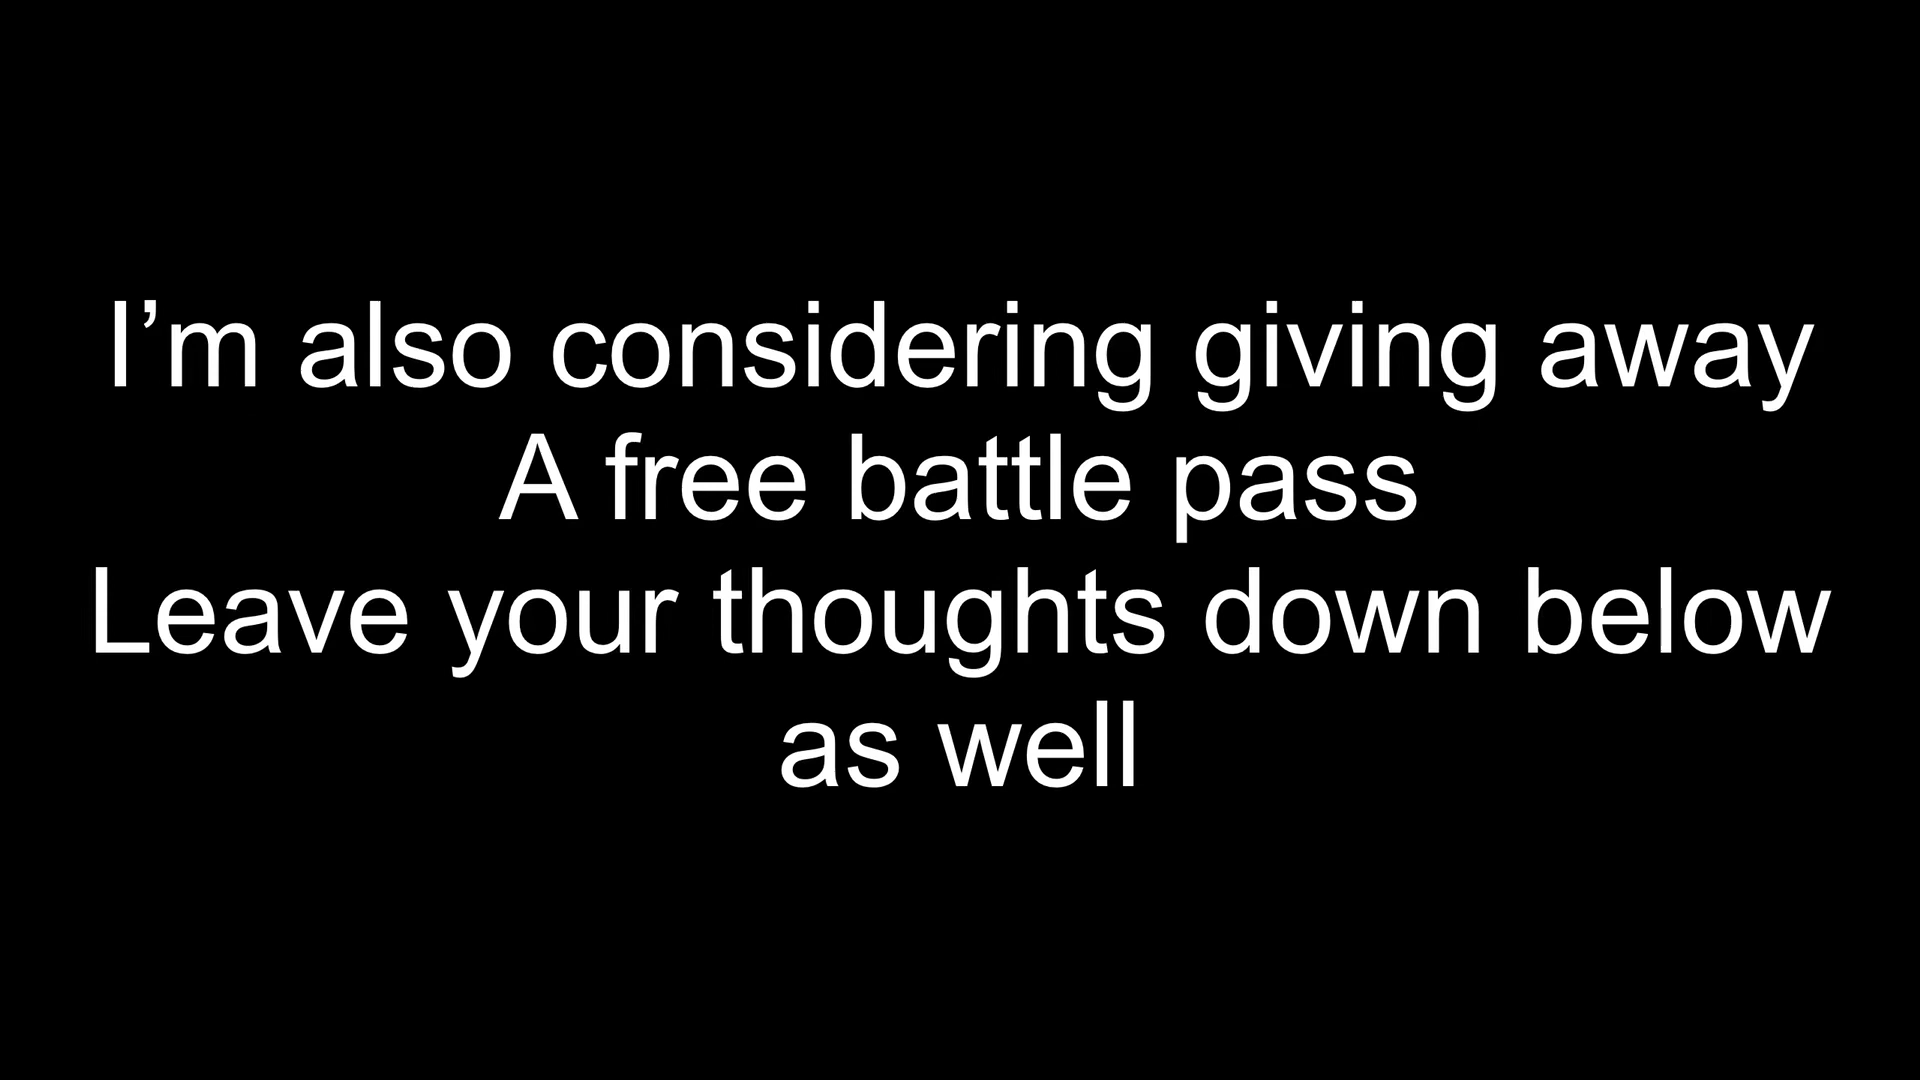 I’m also considering giving away
A free battle pass
Leave your thoughts down below
as well